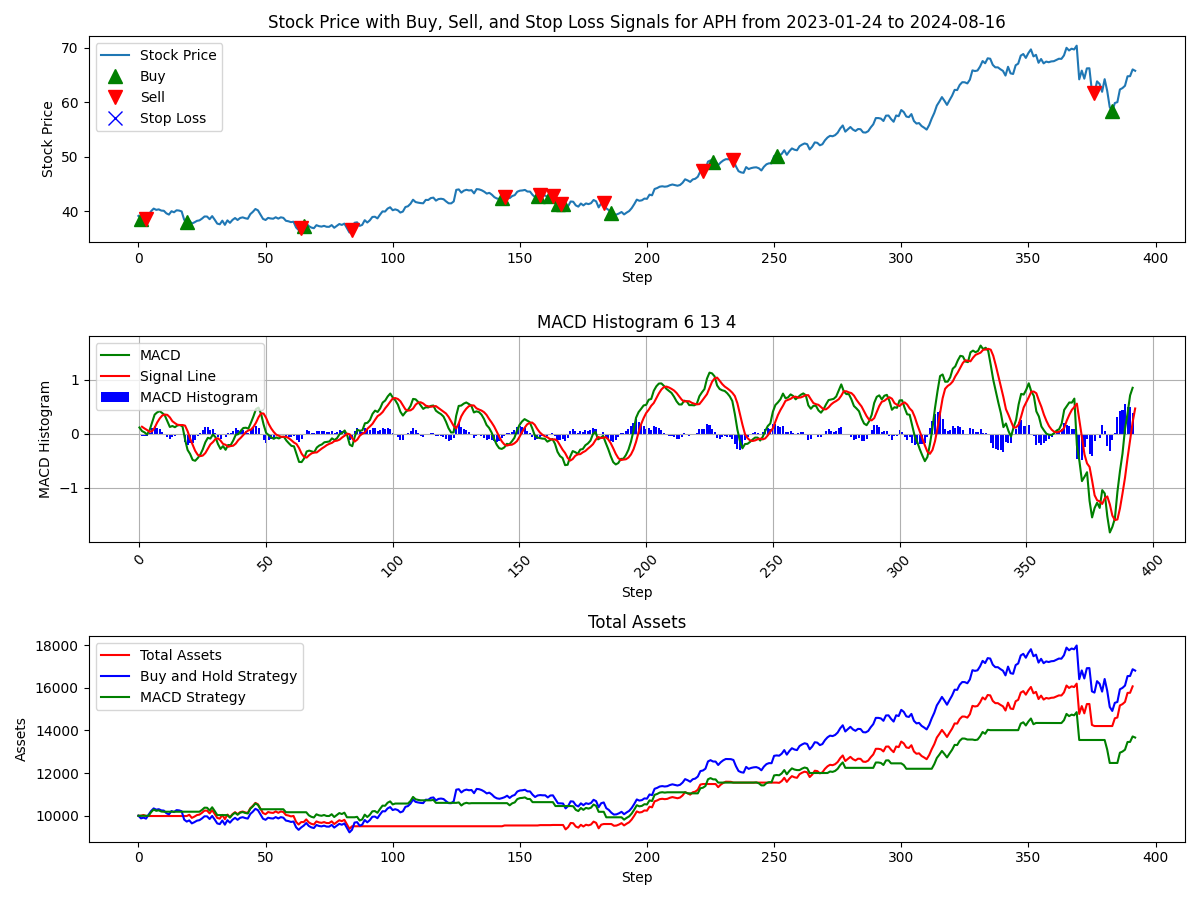 Stock Price with Buy, Sell, and Stop Loss Signals for APH from 2023-01-24 to 2024-08-16
Stock Price
Buy
Sell
Stop Loss
Stock Price
70
60
50
40
0 50 100 150 200 250 300 350 400
Step
MACD Histogram 6 13 4
MACD
Signal Line
MACD Histogram
MACD Histogram
1
0
−1
0 50 100 150 200 250 300 350 400
Step
Total Assets
Total Assets
Buy and Hold Strategy
MACD Strategy
Assets
18000
16000
14000
12000
10000
0 50 100 150 200 250 300 350 400
Step